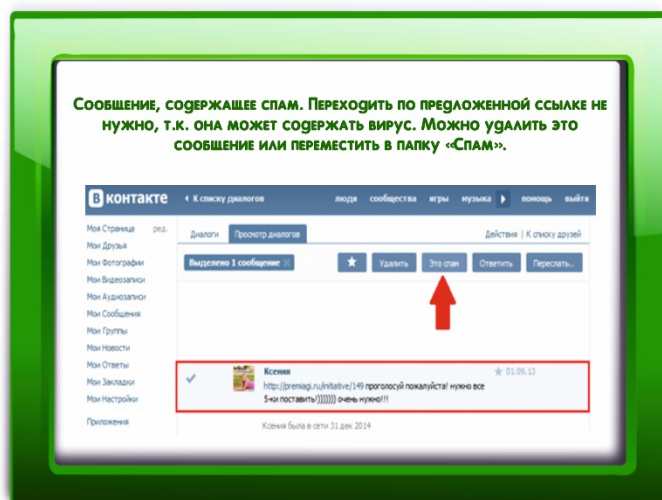 Сообщение, содержащее спам. Переходить по предложенной ссылке не
нужно, т.к. она может содержать вирус. Можно удалить это
сообщение или переместить в папку «Спам».
В контакте
К списку диалогов
люди сообщества игры музыка помощь выйти
Моя Страница ред.
Мои Друзья
Мои Фотографии
Мои Видеозаписи
Мои Аудиозаписи
Мои Сообщения
Мои Группы
Мои Новости
Мои Ответы
Мои Закладки
Мои Настройки
Приложения
Диалоги Просмотр диалогов Действия | К списку друзей
Выделено 1 сообщение Удалить Это спам Ответить Переслать..
Ксения 01.09.13
http://premiagi.ru/initiative/149 проголосуй пожалуйста! нужно все
5-ки поставить!))))))) очень нужно!!!
Ксения была в сети 31 дек 2014